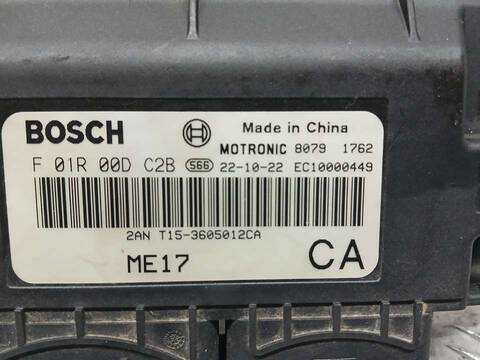 BOSCH Made in China
MOTRONIC 8079 1762
F 01R 00D C2B 566 22-10-22 EC10000449
2AN T15-3605012CA
ME17 CA